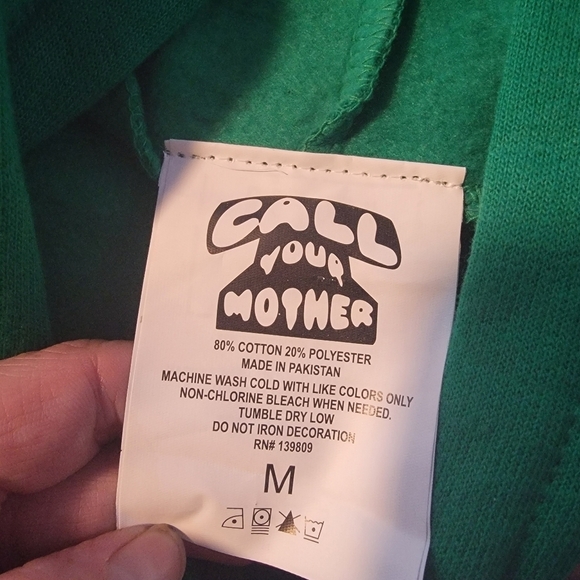 CALL
YOUR
MOTHER
80% COTTON 20% POLYESTER
MADE IN PAKISTAN
MACHINE WASH COLD WITH LIKE COLORS ONLY
NON-CHLORINE BLEACH WHEN NEEDED.
TUMBLE DRY LOW
DO NOT IRON DECORATION
RN# 139809
M